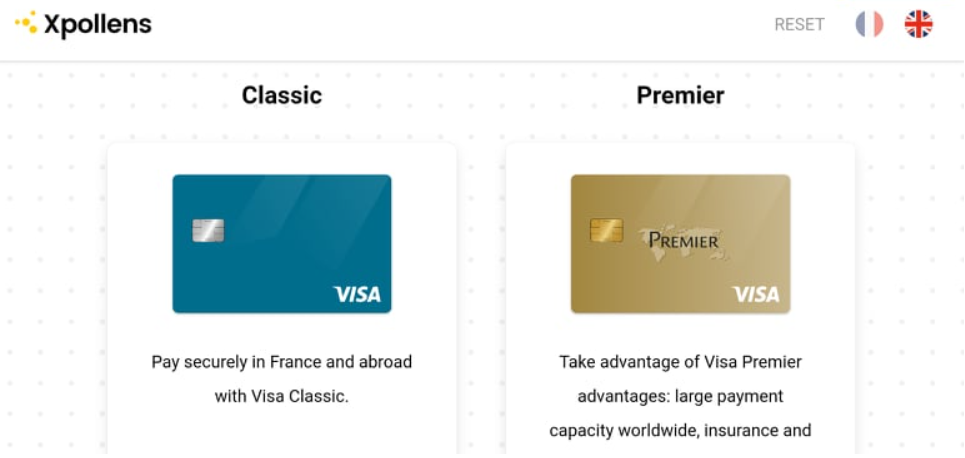 Xpollens
RESET
Classic
Premier
VISA
PREMIER
VISA
Pay securely in France and abroad
with Visa Classic.
Take advantage of Visa Premier
advantages: large payment
capacity worldwide, insurance and